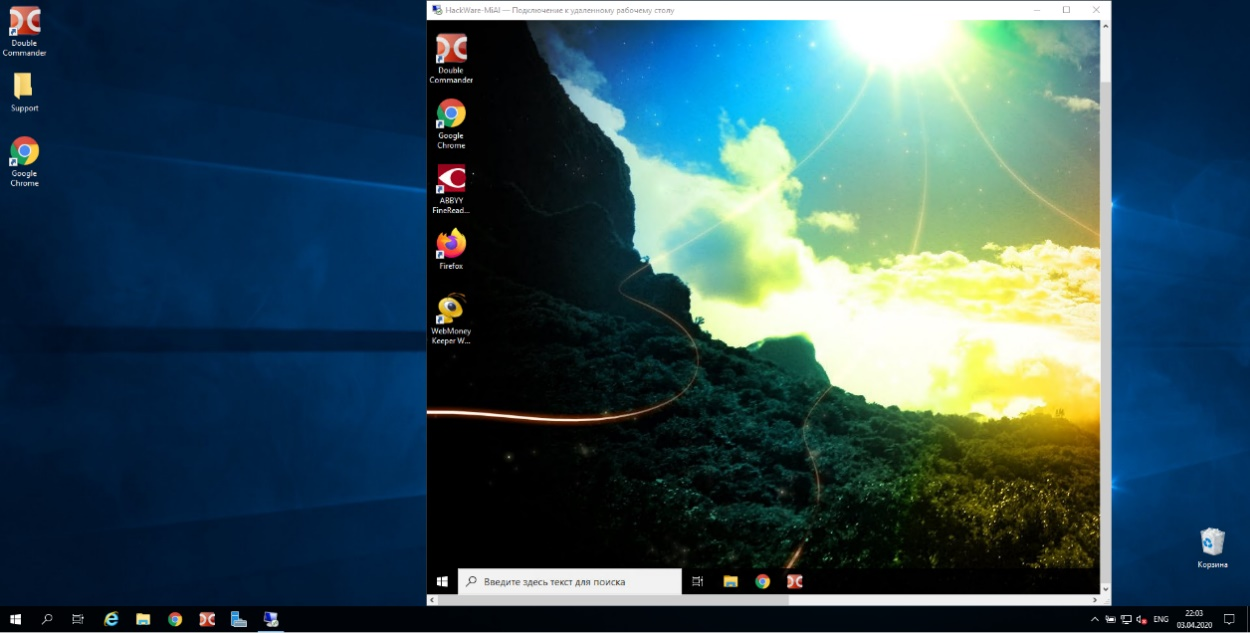 HackWare-MiAl — Подключение к удаленному рабочему столу
Double
Commander
Support
Google
Chrome
Double
Commander
Google
Chrome
ABBYY
FineRead...
Firefox
WebMoney
Keeper W...
Корзина
Введите здесь текст для поиска
ENG
22:03
03.04.2020